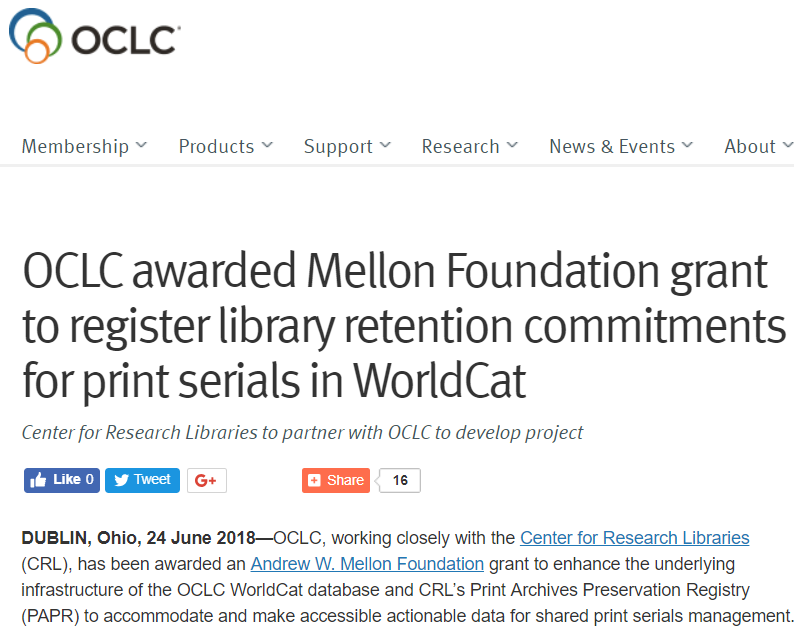 OCLC
Membership Products Support Research News & Events About
OCLC awarded Mellon Foundation grant
to register library retention commitments
for print serials in WorldCat
Center for Research Libraries to partner with OCLC to develop project
Like 0 Tweet G+ Share 16
DUBLIN, Ohio, 24 June 2018—OCLC, working closely with the Center for Research Libraries
(CRL), has been awarded an Andrew W. Mellon Foundation grant to enhance the underlying
infrastructure of the OCLC WorldCat database and CRL's Print Archives Preservation Registry
(PAPR) to accommodate and make accessible actionable data for shared print serials management.